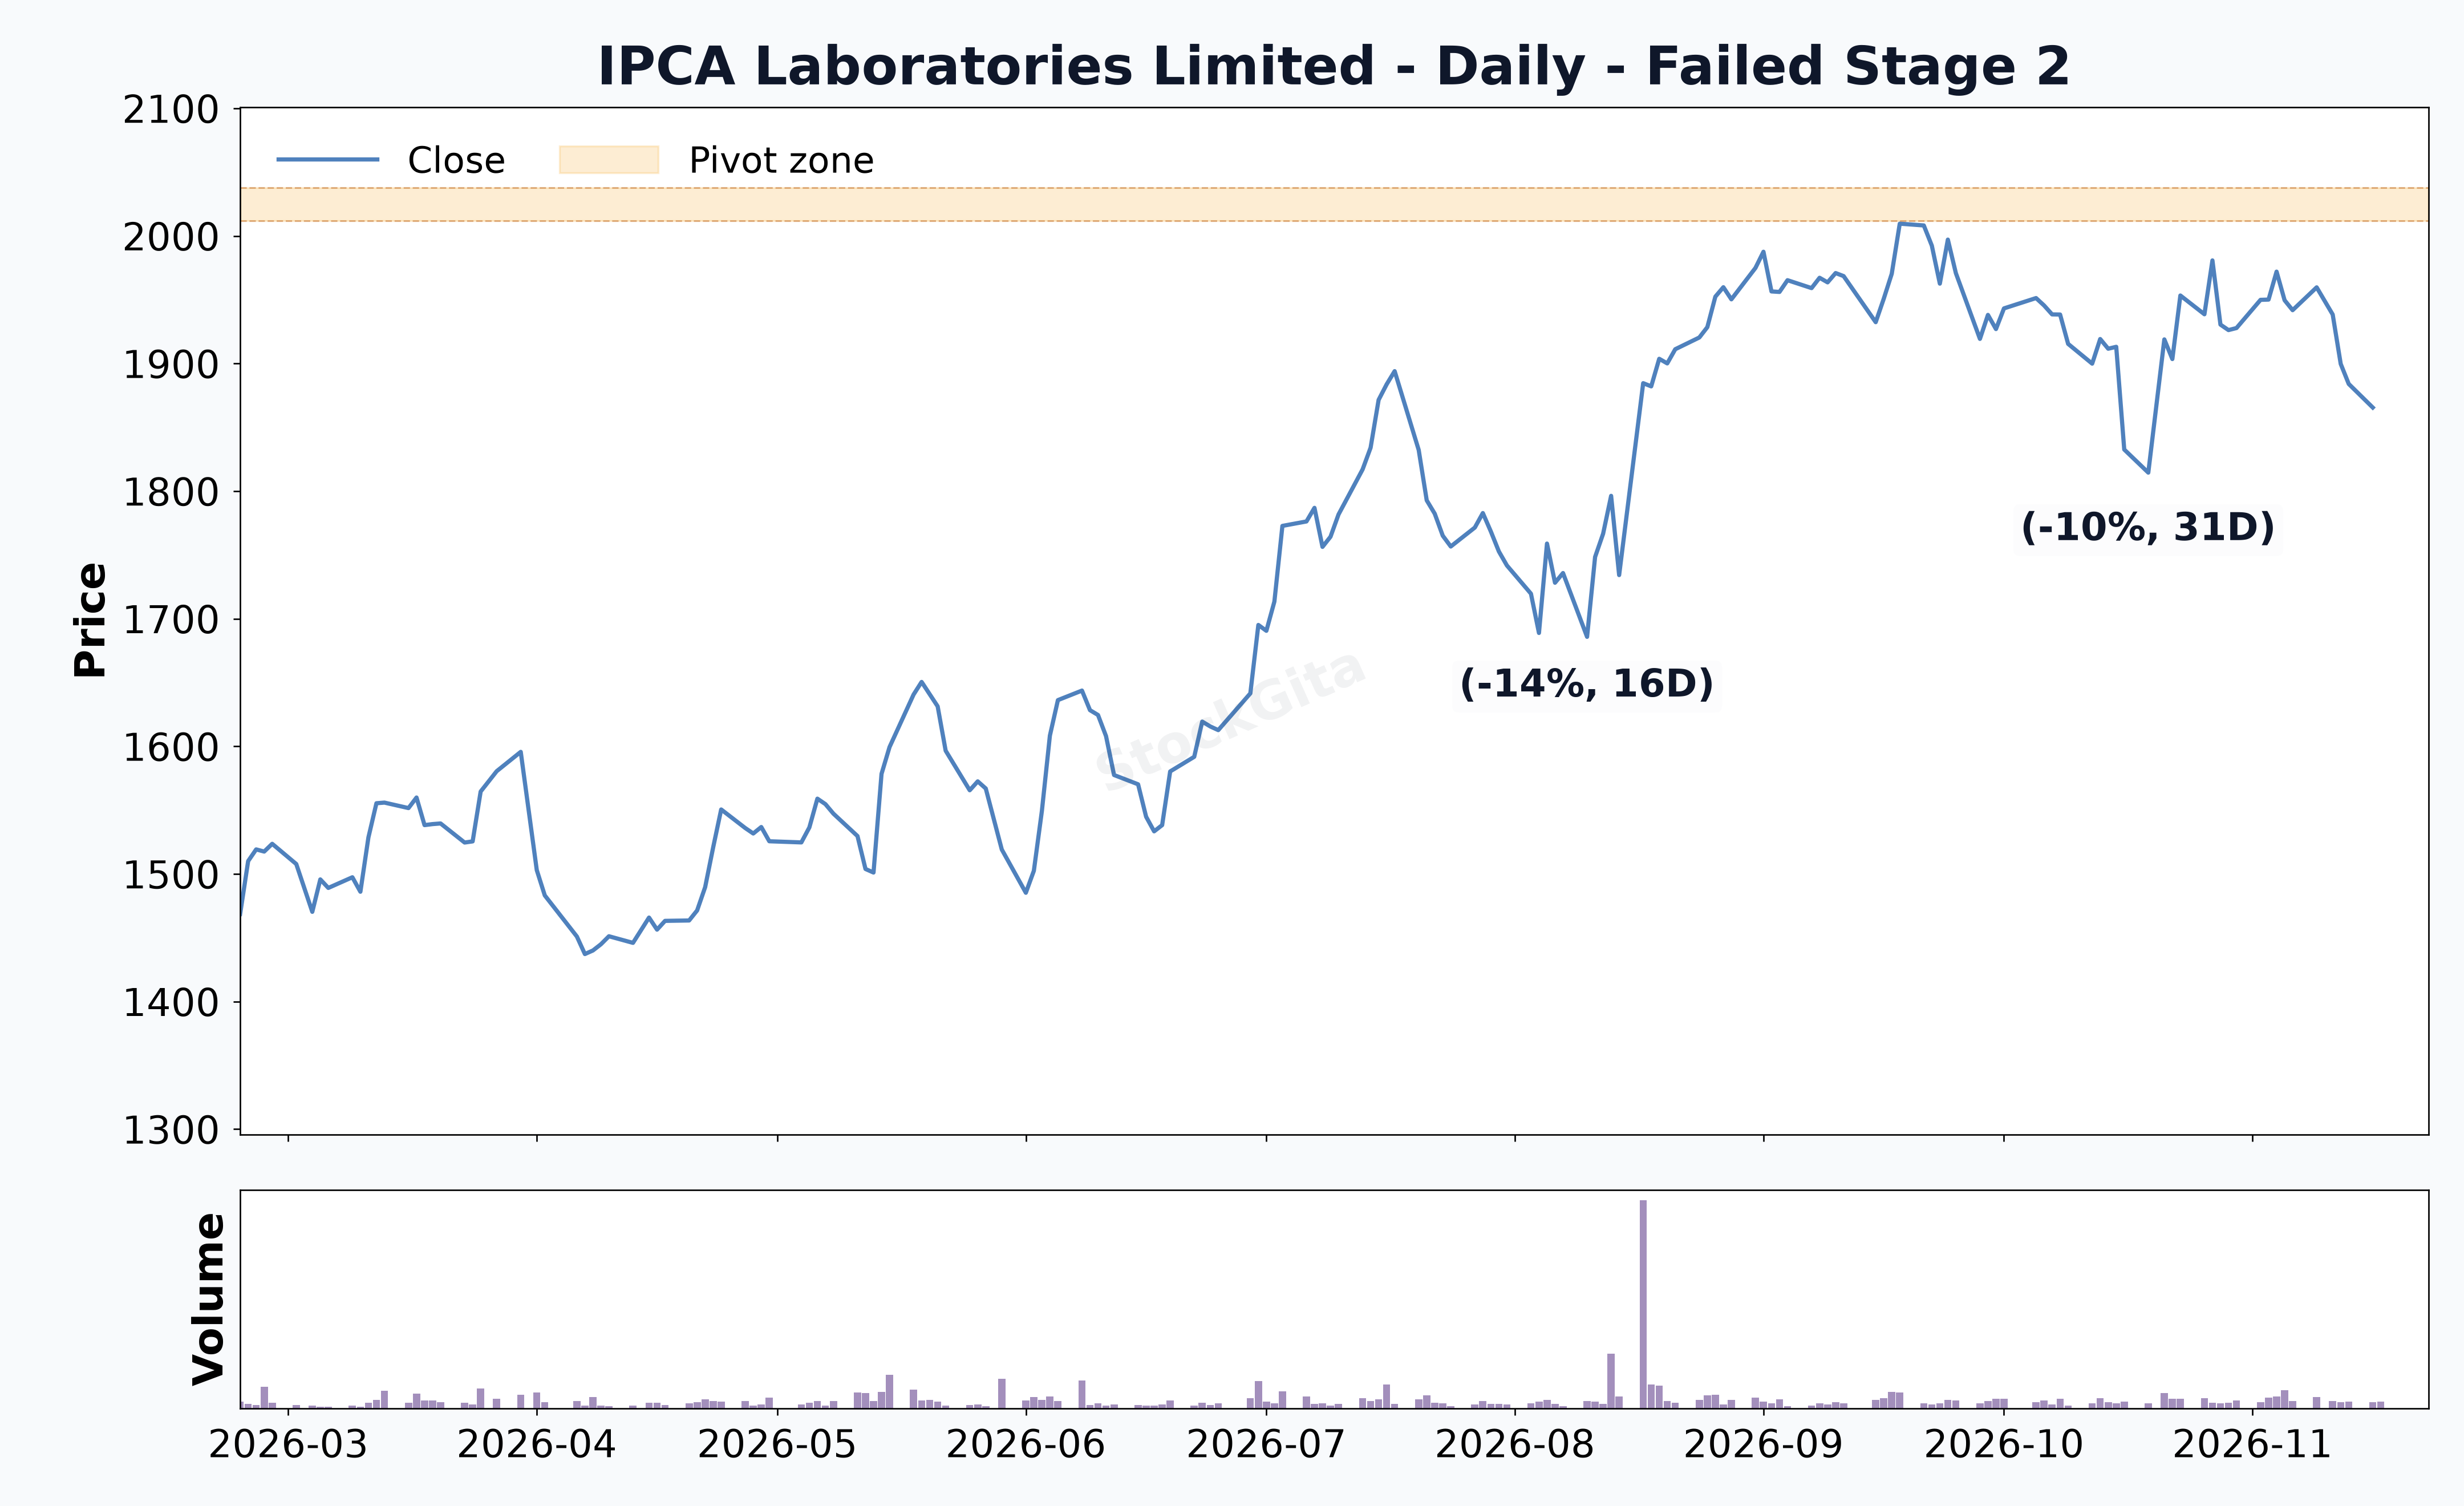 IPCA Laboratories Limited - Daily - Failed Stage 2
Close
Pivot zone
2100
2000
1900
1800
1700
1600
1500
1400
1300
Price
(-10%, 31D)
(-14%, 16D)
StockGita
Volume
2026-03
2026-04
2026-05
2026-06
2026-07
2026-08
2026-09
2026-10
2026-11